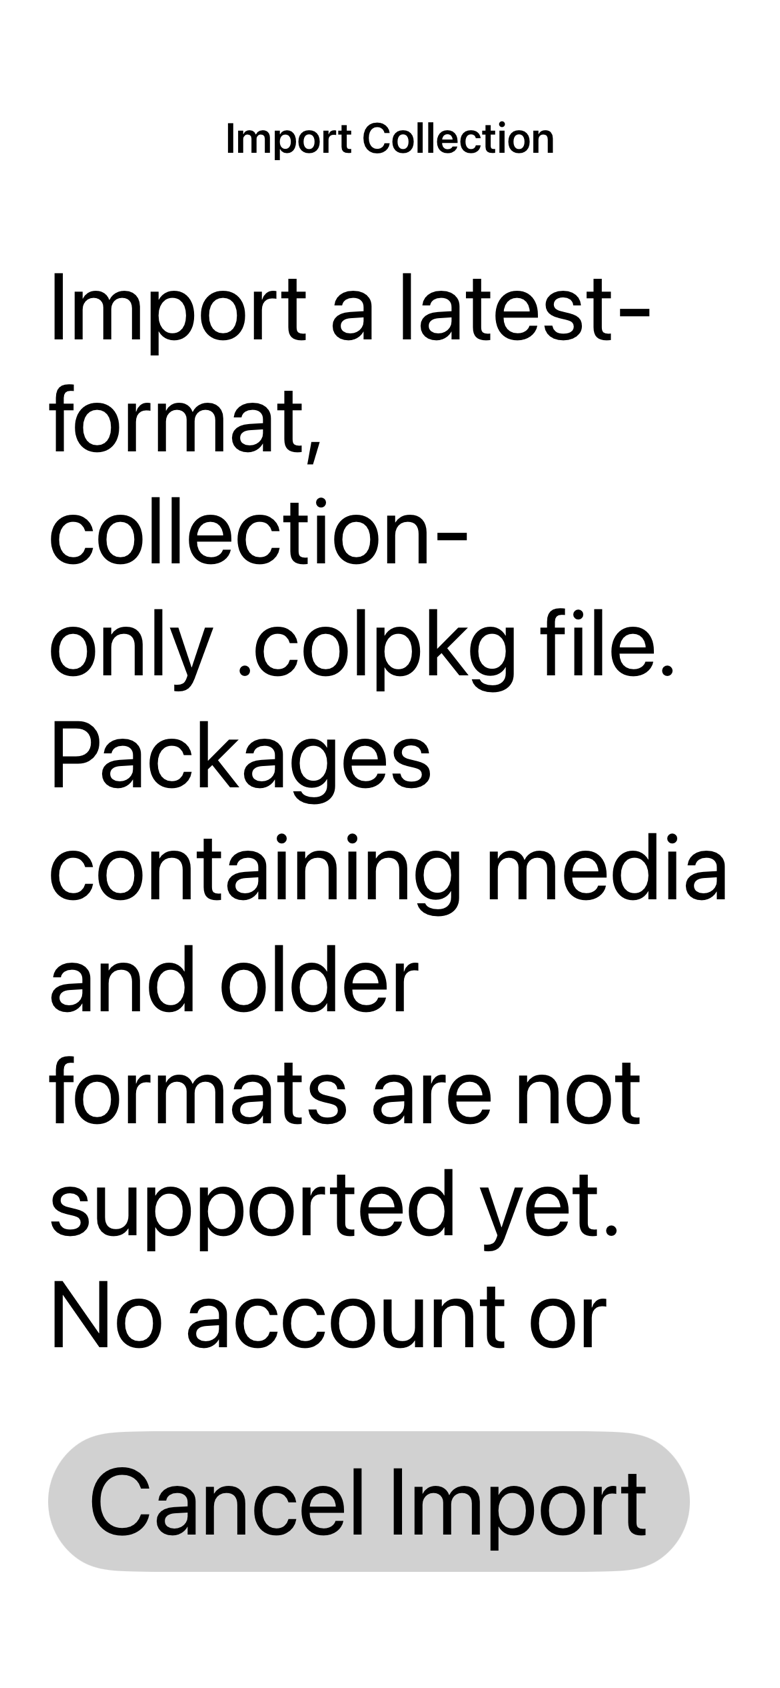 Import Collection
Import a latest-
format,
collection-
only .colpkg file.
Packages
containing media
and older
formats are not
supported yet.
No account or
Cancel Import